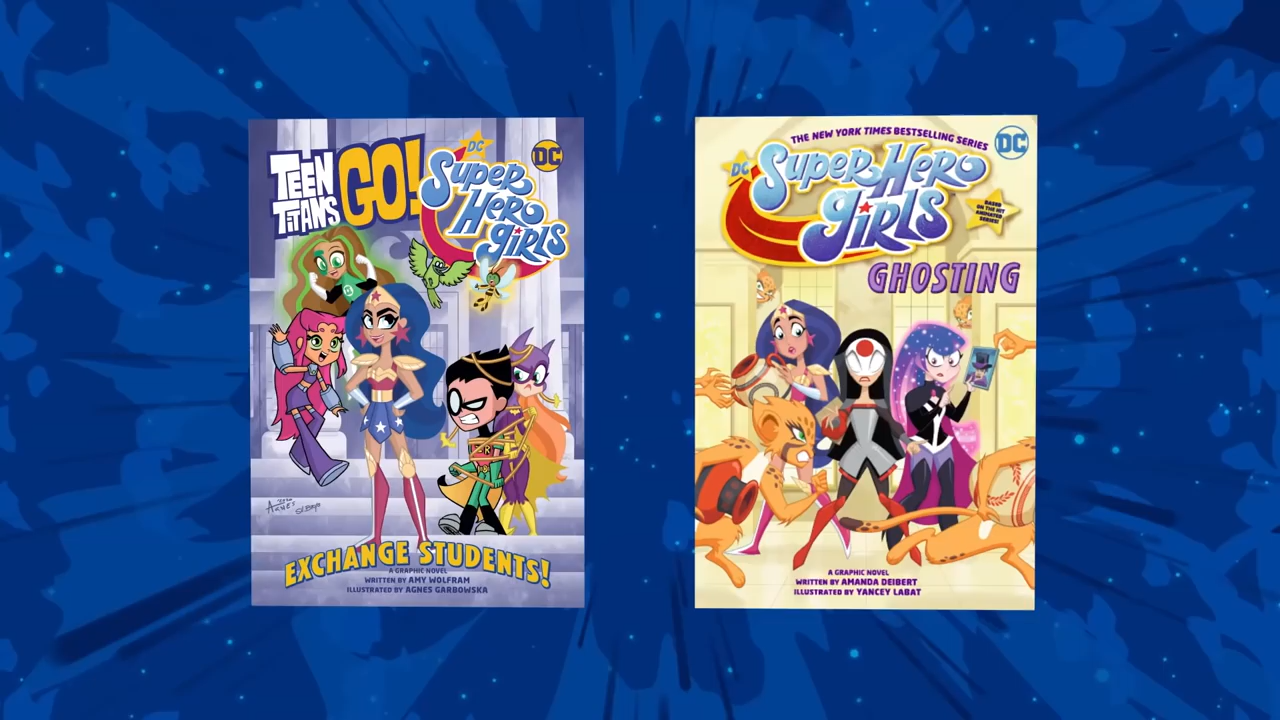 TEEN
TITANS
GO!
DC
SUPER
HERO
GIRLS
DC
2020
AGNES
EXCHANGE STUDENTS!
A GRAPHIC NOVEL
WRITTEN BY AMY WOLFRAM
ILLUSTRATED BY AGNES GARBOWSKA
THE NEW YORK TIMES BESTSELLING SERIES
DC
DC
SUPER HERO
GIRLS
BASED
ON THE HIT
ANIMATED
SERIES!
GHOSTING
A GRAPHIC NOVEL
WRITTEN BY AMANDA DEIBERT
ILLUSTRATED BY YANCEY LABAT